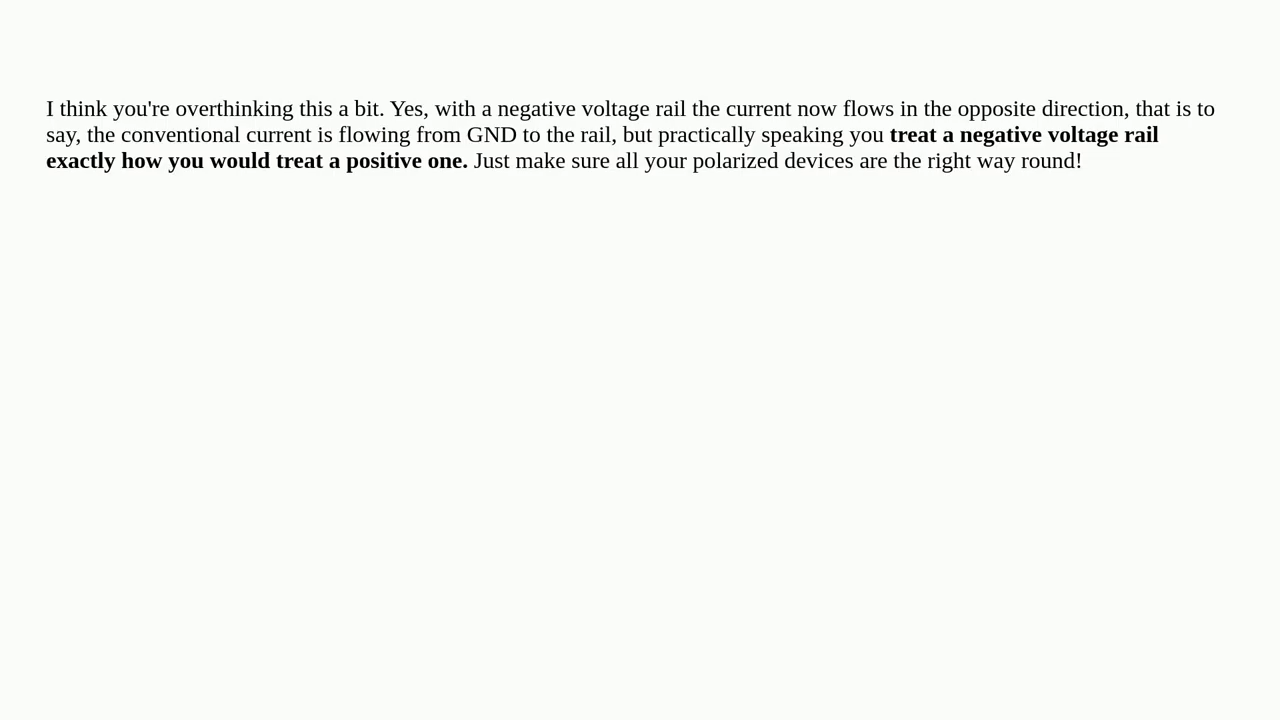 I think you're overthinking this a bit. Yes, with a negative voltage rail the current now flows in the opposite direction, that is to
say, the conventional current is flowing from GND to the rail, but practically speaking you treat a negative voltage rail
exactly how you would treat a positive one. Just make sure all your polarized devices are the right way round!